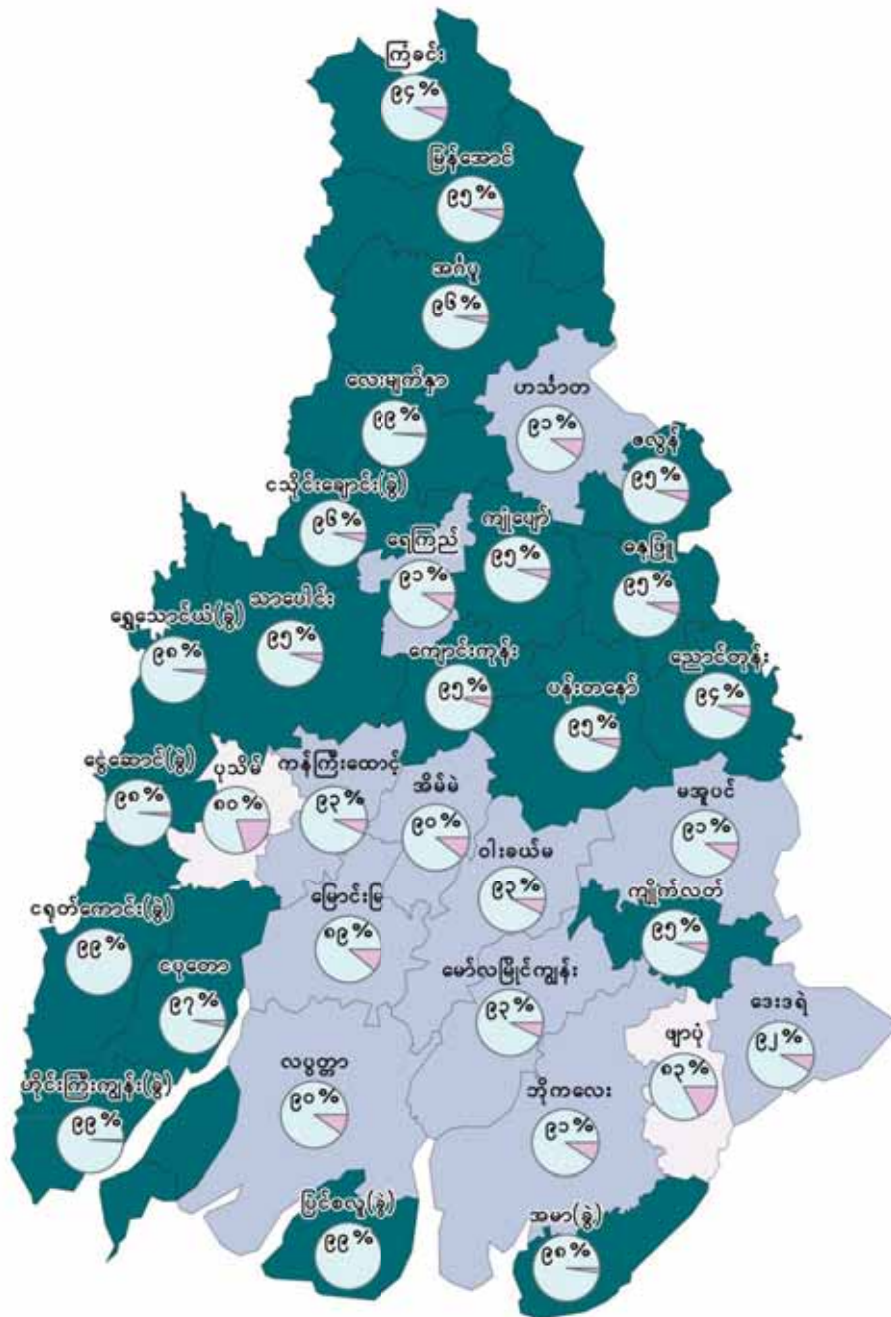 ကြံခင်း
၉၄%
မြန်အောင်
၉၅%
အင်္ဂပူ
၉၆%
လေးမျက်နှာ
၉၉%
ဟင်္သာတ
၉၁%
ဇလွန်
၉၅%
ငသိုင်းချောင်း(ခွဲ)
၉၆%
ရေကြည်
၉၁%
ကျုံပျော်
၉၅%
ဓနုဖြူ
၉၅%
ရွှေသောင်ယံ(ခွဲ)
၉၈%
သာပေါင်း
၉၅%
ကျောင်းကုန်း
၉၅%
ပန်းတနော်
၉၅%
ညောင်တုန်း
၉၄%
ငွေဆောင်(ခွဲ)
၉၈%
ပုသိမ်
၈၀%
ကန်ကြီးထောင့်
၉၃%
အိမ်မဲ
၉၀%
ဝါးခယ်မ
၉၃%
မအူပင်
၉၁%
ငရုတ်ကောင်း(ခွဲ)
၉၉%
ငပုတော
၉၇%
မြောင်းမြ
၈၉%
မော်လမြိုင်ကျွန်း
၉၃%
ကျိုက်လတ်
၉၅%
ဟိုင်းကြီးကျွန်း(ခွဲ)
၉၉%
လပွတ္တာ
၉၀%
ဘိုကလေး
၉၁%
ဖျာပုံ
၈၃%
ဒေးဒရဲ
၉၂%
ပြင်စလူ(ခွဲ)
၉၉%
အမာ(ခွဲ)
၉၈%